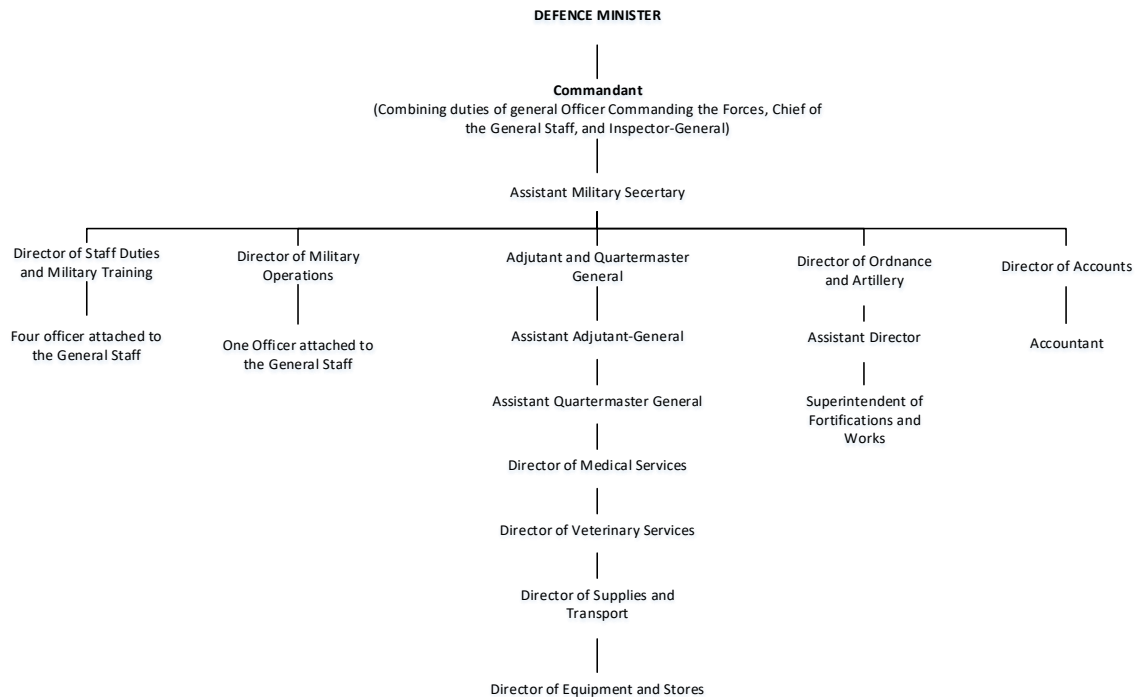 DEFENCE MINISTER
Commandant
(Combining duties of general Officer Commanding the Forces, Chief of
the General Staff, and Inspector-General)
Assistant Military Secertary
Director of Staff Duties
and Military Training
Director of Military
Operations
Adjutant and Quartermaster
General
Director of Ordnance
and Artillery
Director of Accounts
Four officer attached to
the General Staff
One Officer attached to
the General Staff
Assistant Adjutant-General
Assistant Director
Accountant
Assistant Quartermaster General
Superintendent of
Fortifications and
Works
Director of Medical Services
Director of Veterinary Services
Director of Supplies and
Transport
Director of Equipment and Stores